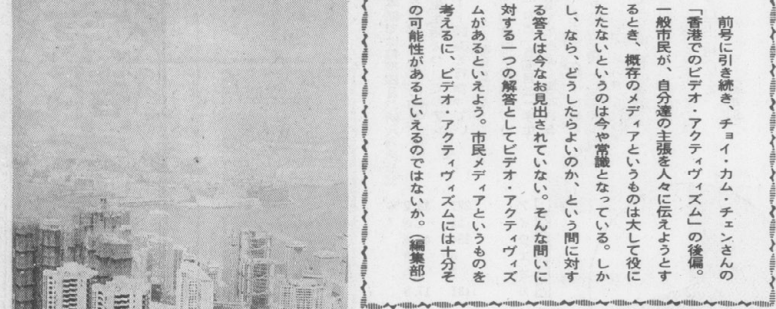 前号に引き続き、チョイ・カム・チェンさんの
「香港でのビデオ・アクティヴィズム」の後偏。
一般市民が、自分達の主張を人々に伝えようとす
るとき、概存のメディアというものは大して役に
たたないというのは今や常識となっている。しか
し、なら、どうしたらよいのか、という問に対す
る答えは今なお見出されていない。そんな問いに
対する一つの解答としてビデオ・アクティヴィズ
ムがあるといえよう。市民メディアというものを
考えるに、ビデオ・アクティヴィズムには十分そ
の可能性があるといえるのではないか。（編集部）